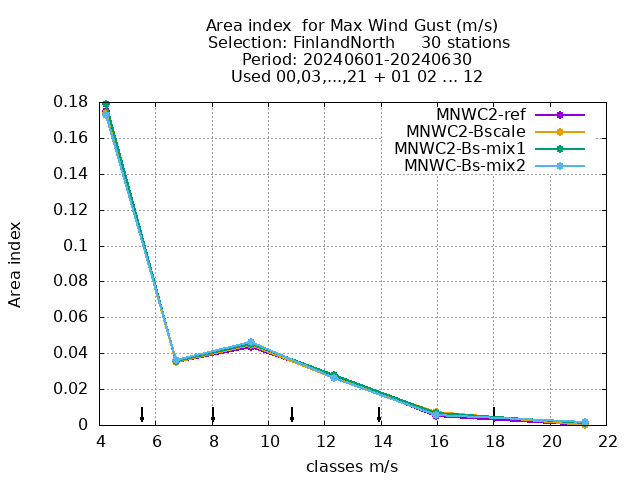 Area index  for Max Wind Gust (m/s)
Selection: FinlandNorth     30 stations
Period: 20240601-20240630
Used 00,03,...,21 + 01 02 ... 12
MNWC2-ref
MNWC2-Bscale
MNWC2-Bs-mix1
MNWC-Bs-mix2
Area index
0.18
0.16
0.14
0.12
0.1
0.08
0.06
0.04
0.02
0
4 6 8 10 12 14 16 18 20 22
classes m/s